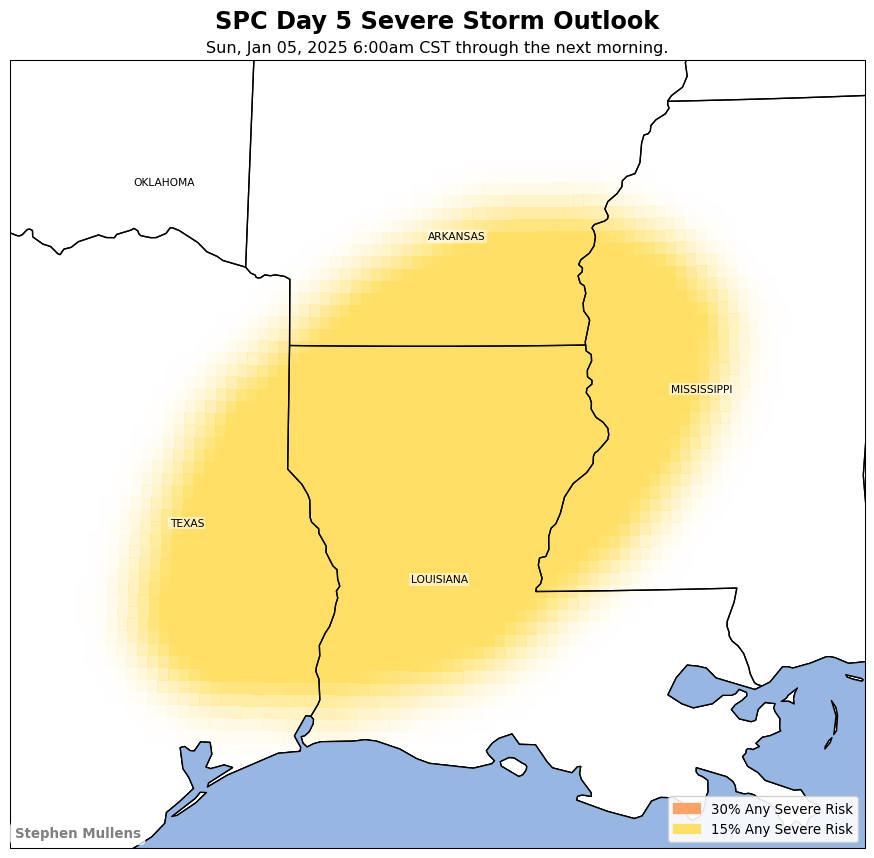 SPC Day 5 Severe Storm Outlook
Sun, Jan 05, 2025 6:00am CST through the next morning.
OKLAHOMA
ARKANSAS
MISSISSIPPI
TEXAS
LOUISIANA
30% Any Severe Risk
15% Any Severe Risk
Stephen Mullens